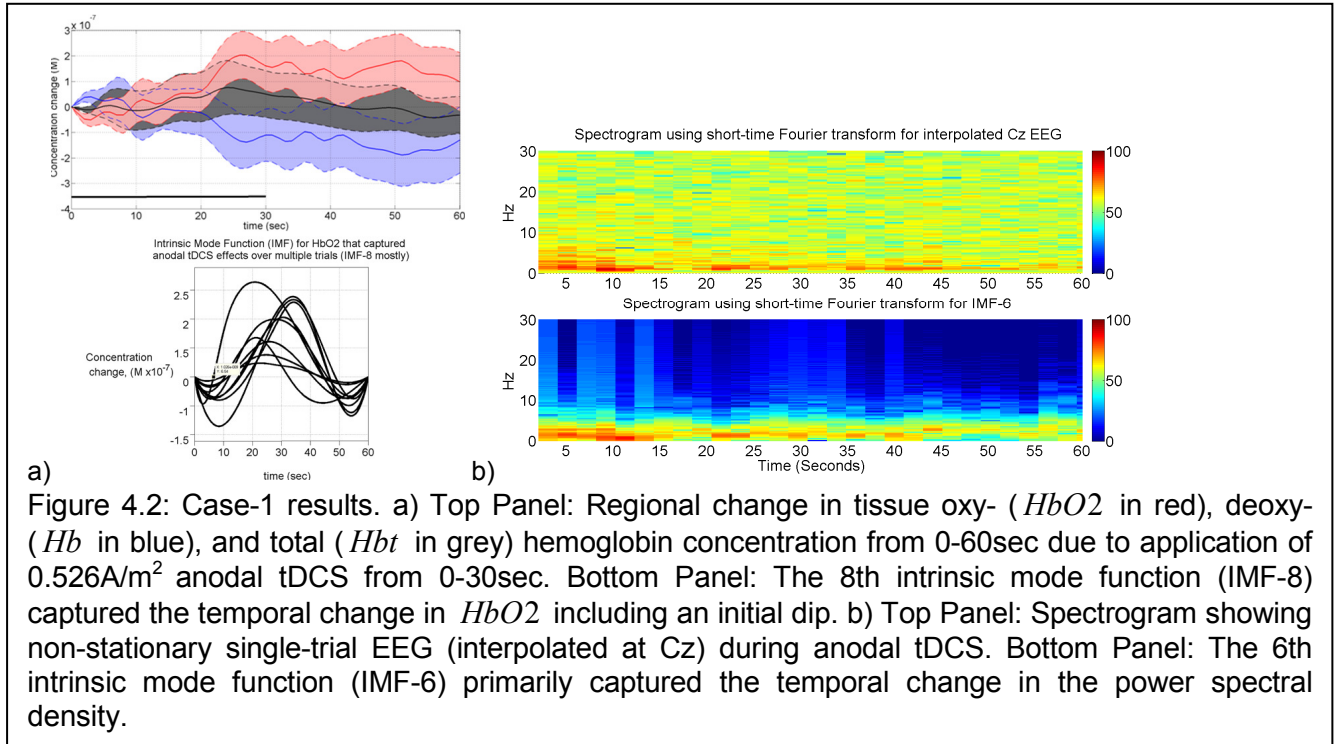 x 10-7
3
2
1
0
-1
-2
-3
-4
Concentration change (M)
0 10 20 30 40 50 60
time (sec)
Intrinsic Mode Function (IMF) for HbO2 that captured
anodal tDCS effects over multiple trials (IMF-8 mostly)
2.5
2
1.5
0
-1
-1.5
Concentration
change, (M x10-7)
0 10 20 30 40 50 60
time (sec)
a)
Spectrogram using short-time Fourier transform for interpolated Cz EEG
30
20
10
0
Hz
5 10 15 20 25 30 35 40 45 50 55 60
100
50
0
Spectrogram using short-time Fourier transform for IMF-6
30
20
10
0
Hz
5 10 15 20 25 30 35 40 45 50 55 60
Time (Seconds)
100
50
0
b)
Figure 4.2: Case-1 results. a) Top Panel: Regional change in tissue oxy- (HbO2 in red), deoxy-
(Hb in blue), and total (Hbt in grey) hemoglobin concentration from 0-60sec due to application of
0.526A/m² anodal tDCS from 0-30sec. Bottom Panel: The 8th intrinsic mode function (IMF-8)
captured the temporal change in HbO2 including an initial dip. b) Top Panel: Spectrogram showing
non-stationary single-trial EEG (interpolated at Cz) during anodal tDCS. Bottom Panel: The 6th
intrinsic mode function (IMF-6) primarily captured the temporal change in the power spectral
density.